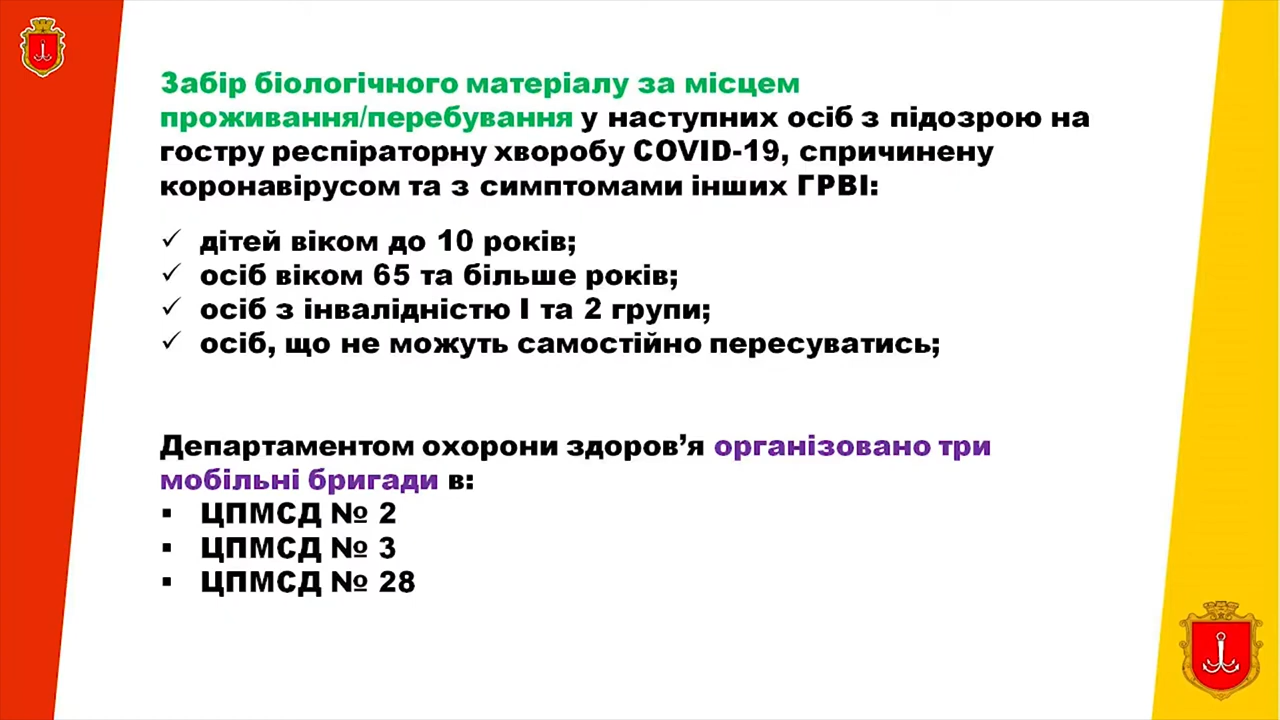 Забір біологічного матеріалу за місцем
проживання/перебування у наступних осіб з підозрою на
гостру респіраторну хворобу COVID-19, спричинену
коронавірусом та з симптомами інших ГРВІ:
✓ дітей віком до 10 років;
✓ осіб віком 65 та більше років;
✓ осіб з інвалідністю І та 2 групи;
✓ осіб, що не можуть самостійно пересуватись;
Департаментом охорони здоров’я організовано три
мобільні бригади в:
▪ ЦПМСД № 2
▪ ЦПМСД № 3
▪ ЦПМСД № 28